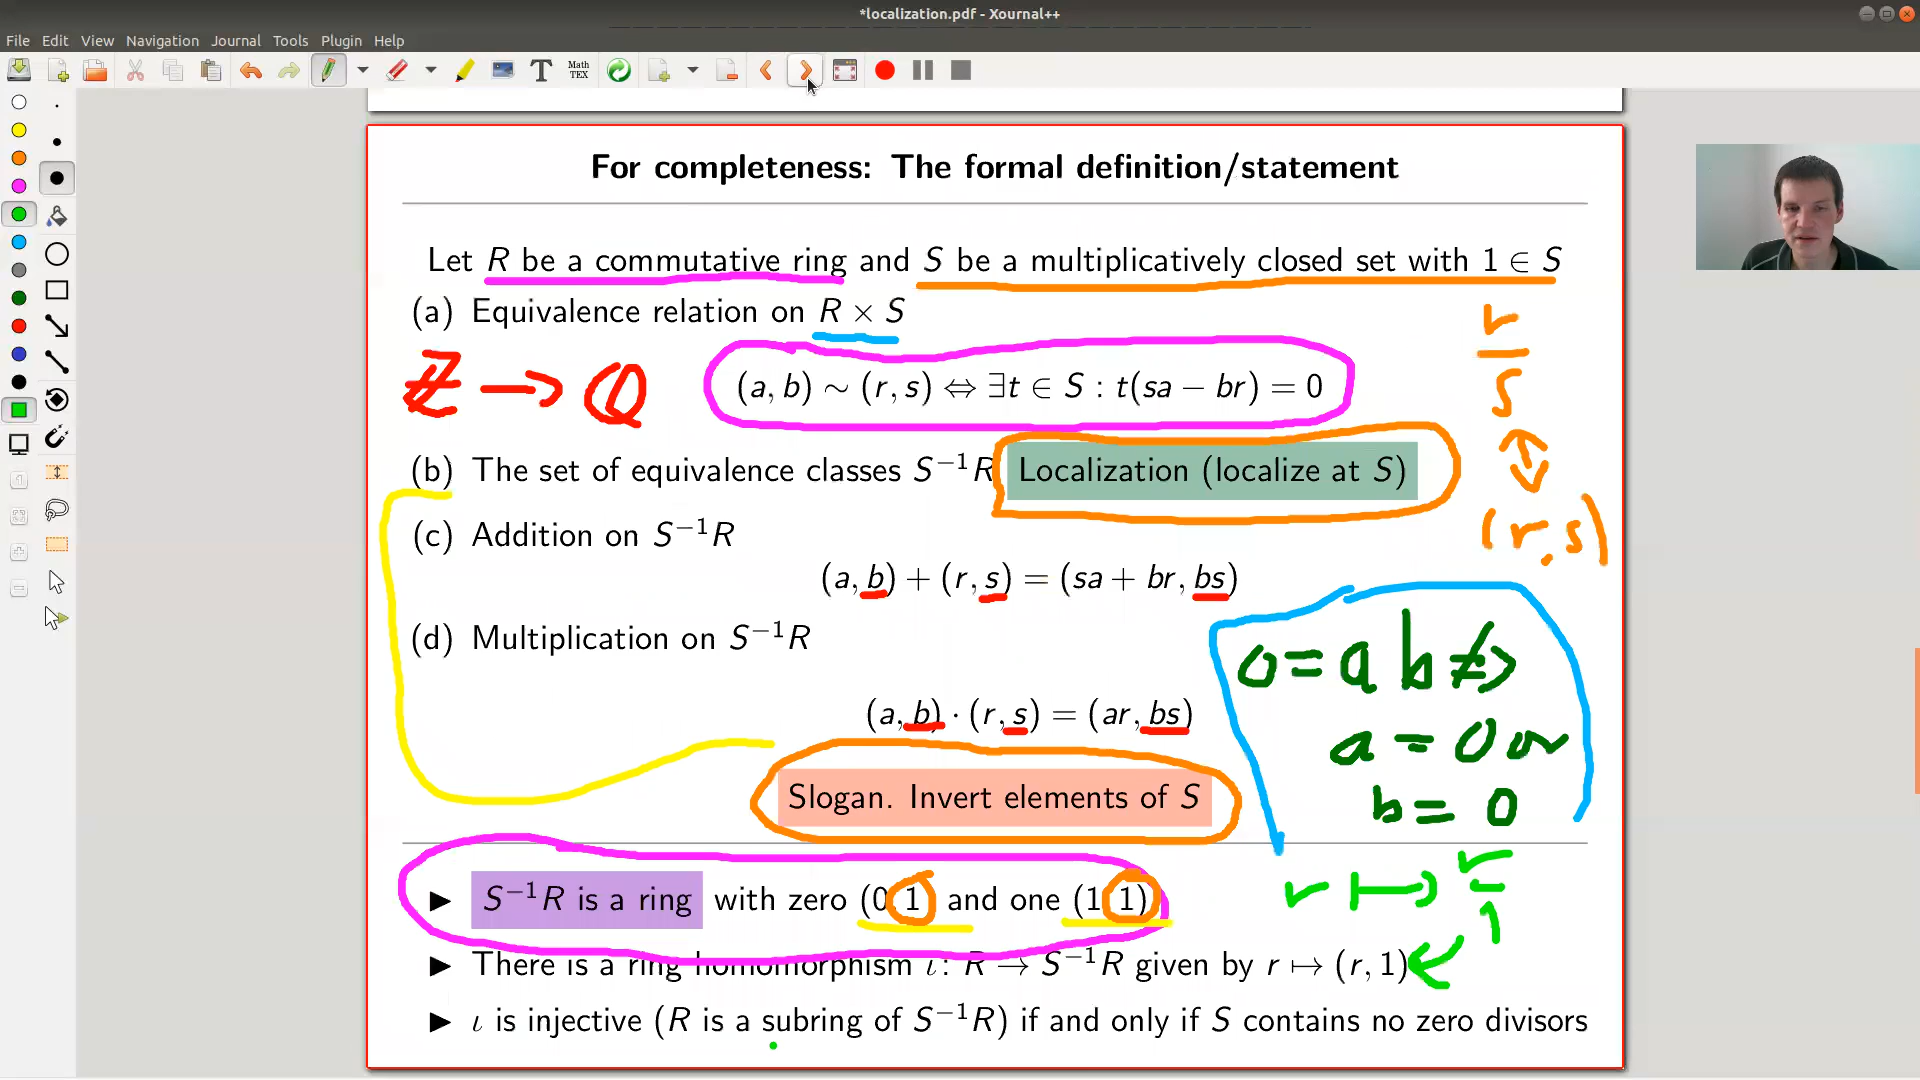 *localization.pdf - Xournal++
File Edit View Navigation Journal Tools Plugin Help
Math
TEX
For completeness: The formal definition/statement
Let R be a commutative ring and S be a multiplicatively closed set with 1 ∈ S
(a) Equivalence relation on R × S
r
s
ℤ → ℚ
(a, b) ∼ (r, s) ⇔ ∃t ∈ S : t(sa − br) = 0
(b) The set of equivalence classes S⁻¹R Localization (localize at S)
(r, s)
(c) Addition on S⁻¹R
(a, b) + (r, s) = (sa + br, bs)
(d) Multiplication on S⁻¹R
0 = a b ⇏
a = 0 or
b = 0
(a, b) · (r, s) = (ar, bs)
Slogan. Invert elements of S
▶ S⁻¹R is a ring with zero (0, 1) and one (1, 1)
r ↦ r
1
▶ There is a ring homomorphism ι: R → S⁻¹R given by r ↦ (r, 1)
▶ ι is injective (R is a subring of S⁻¹R) if and only if S contains no zero divisors